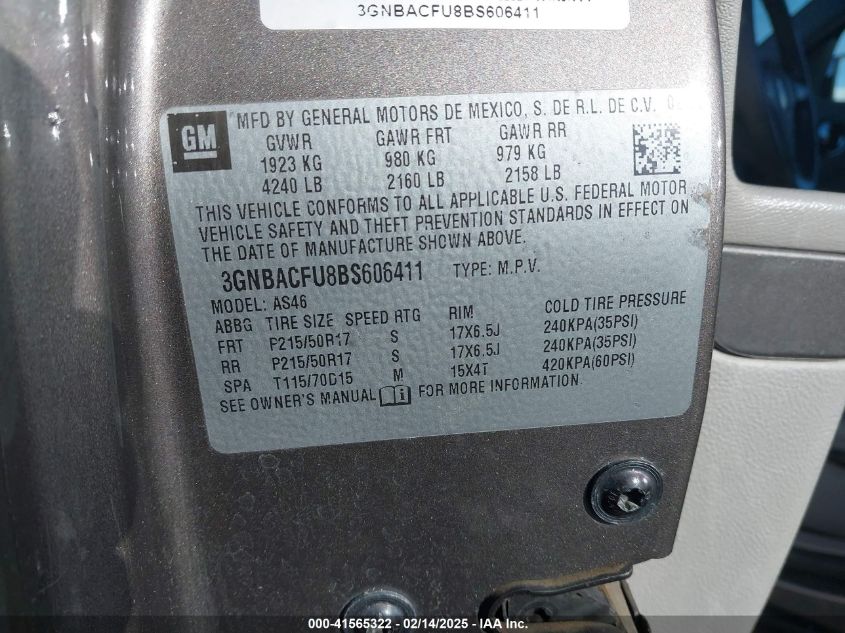 3GNBACFU8BS606411
GM
MFD BY GENERAL MOTORS DE MEXICO, S. DE R.L. DE C.V.
GVWR GAWR FRT GAWR RR
1923 KG 980 KG 979 KG
4240 LB 2160 LB 2158 LB
THIS VEHICLE CONFORMS TO ALL APPLICABLE U.S. FEDERAL MOTOR
VEHICLE SAFETY AND THEFT PREVENTION STANDARDS IN EFFECT ON
THE DATE OF MANUFACTURE SHOWN ABOVE.
3GNBACFU8BS606411 TYPE: M.P.V.
MODEL: AS46
ABBG TIRE SIZE SPEED RTG RIM COLD TIRE PRESSURE
FRT P215/50R17 S 17X6.5J 240KPA(35PSI)
RR P215/50R17 S 17X6.5J 240KPA(35PSI)
SPA T115/70D15 M 15X4T 420KPA(60PSI)
SEE OWNER'S MANUAL FOR MORE INFORMATION.
000-41565322 - 02/14/2025 - IAA Inc.